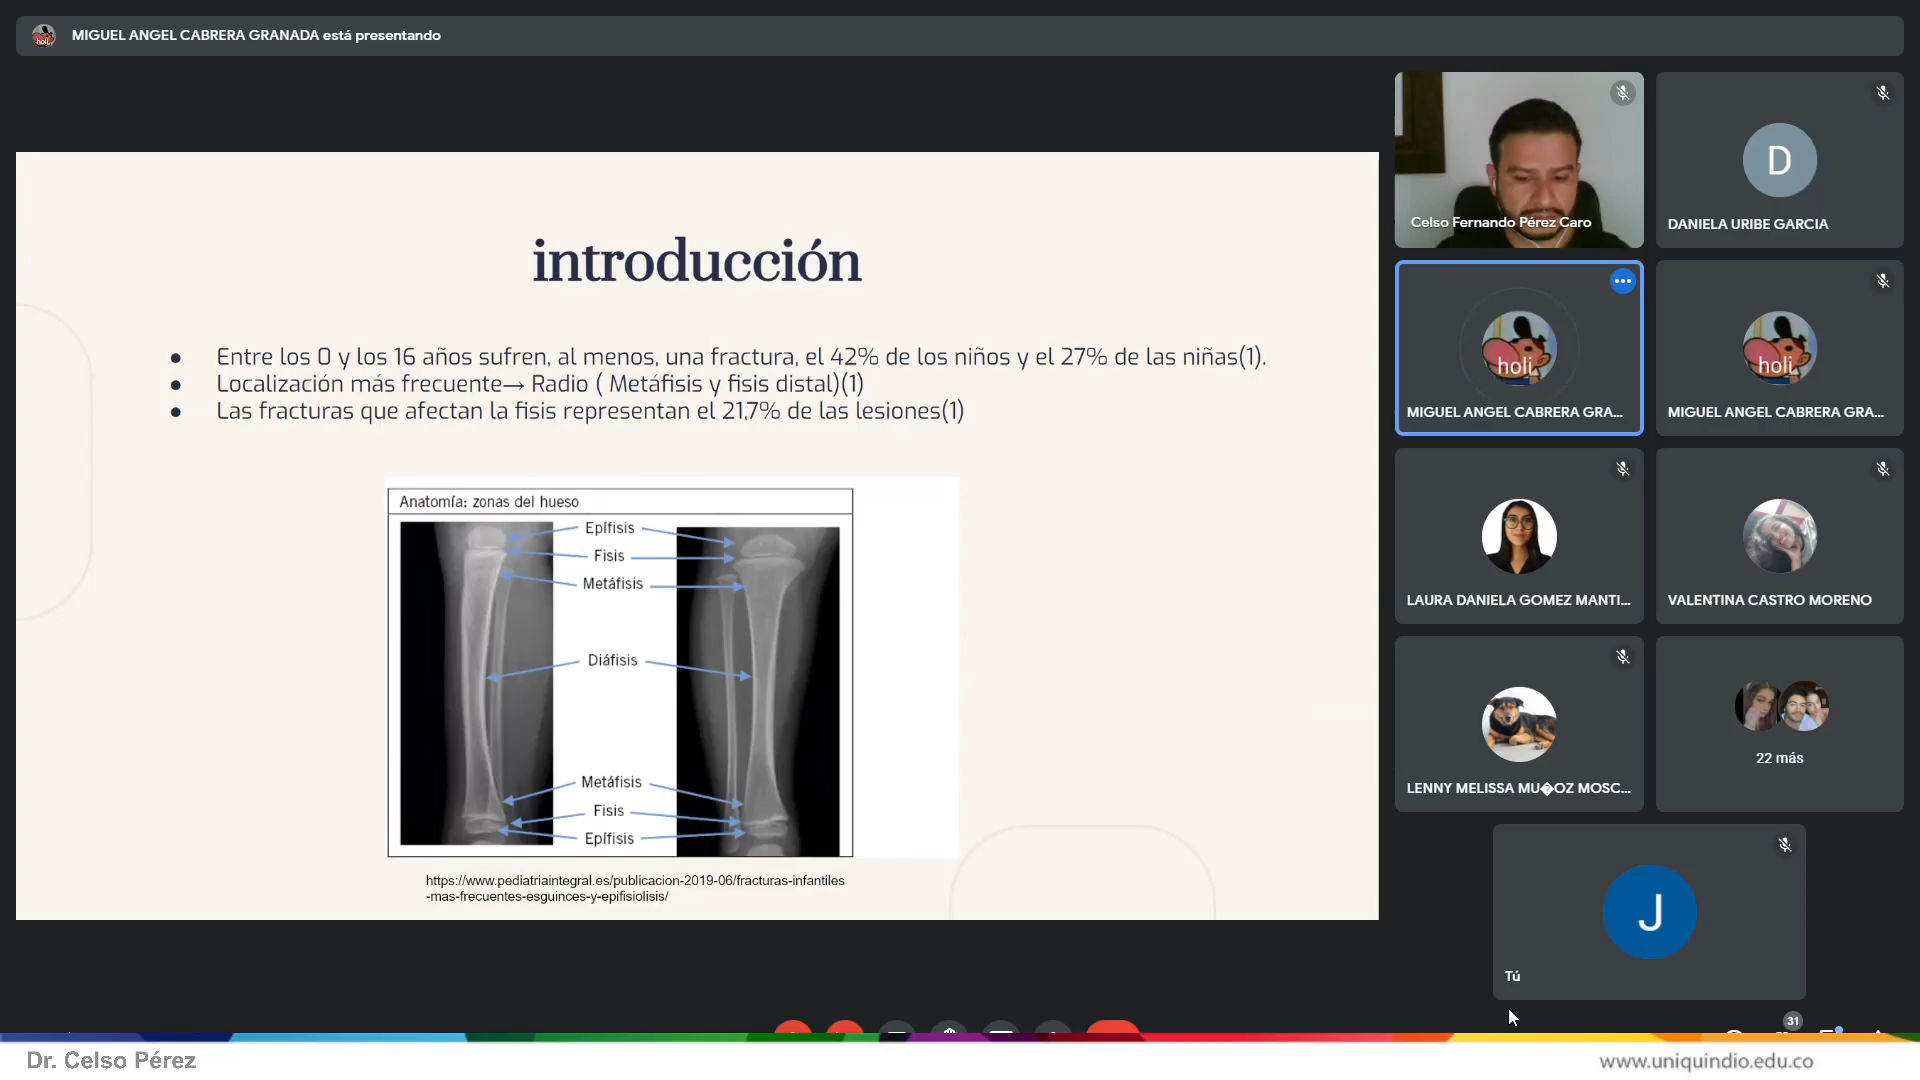 MIGUEL ANGEL CABRERA GRANADA está presentando
introducción
● Entre los 0 y los 16 años sufren, al menos, una fractura, el 42% de los niños y el 27% de las niñas(1).
● Localización más frecuente→ Radio ( Metáfisis y fisis distal)(1)
● Las fracturas que afectan la fisis representan el 21,7% de las lesiones(1)
Anatomía: zonas del hueso
Epífisis
Fisis
Metáfisis
Diáfisis
Metáfisis
Fisis
Epífisis
https://www.pediatriaintegral.es/publicacion-2019-06/fracturas-infantiles
-mas-frecuentes-esguinces-y-epifisiolisis/
Celso Fernando Pérez Caro
D
DANIELA URIBE GARCIA
holi
MIGUEL ANGEL CABRERA GRA...
holi
MIGUEL ANGEL CABRERA GRA...
LAURA DANIELA GOMEZ MANTI...
VALENTINA CASTRO MORENO
LENNY MELISSA MU�OZ MOSC...
22 más
J
Tú
31
Dr. Celso Pérez
www.uniquindio.edu.co